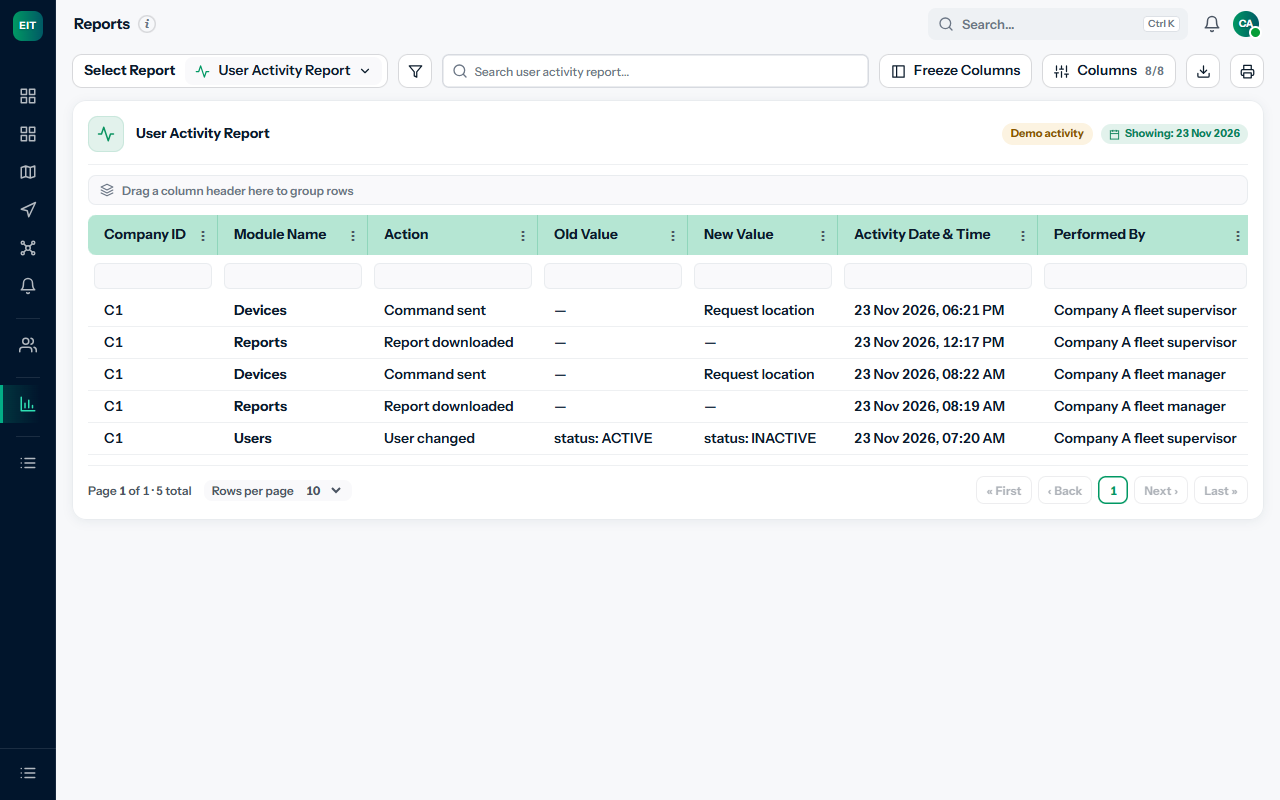 EIT
Reports
Search...
Ctrl K
CA
Select Report
User Activity Report
Search user activity report...
Freeze Columns
Columns 8/8
User Activity Report
Demo activity
Showing: 23 Nov 2026
Drag a column header here to group rows
Company ID Module Name Action Old Value New Value Activity Date & Time Performed By
C1 Devices Command sent — Request location 23 Nov 2026, 06:21 PM Company A fleet supervisor
C1 Reports Report downloaded — — 23 Nov 2026, 12:17 PM Company A fleet supervisor
C1 Devices Command sent — Request location 23 Nov 2026, 08:22 AM Company A fleet manager
C1 Reports Report downloaded — — 23 Nov 2026, 08:19 AM Company A fleet manager
C1 Users User changed status: ACTIVE status: INACTIVE 23 Nov 2026, 07:20 AM Company A fleet supervisor
Page 1 of 1 · 5 total Rows per page 10 « First ‹ Back 1 Next › Last »